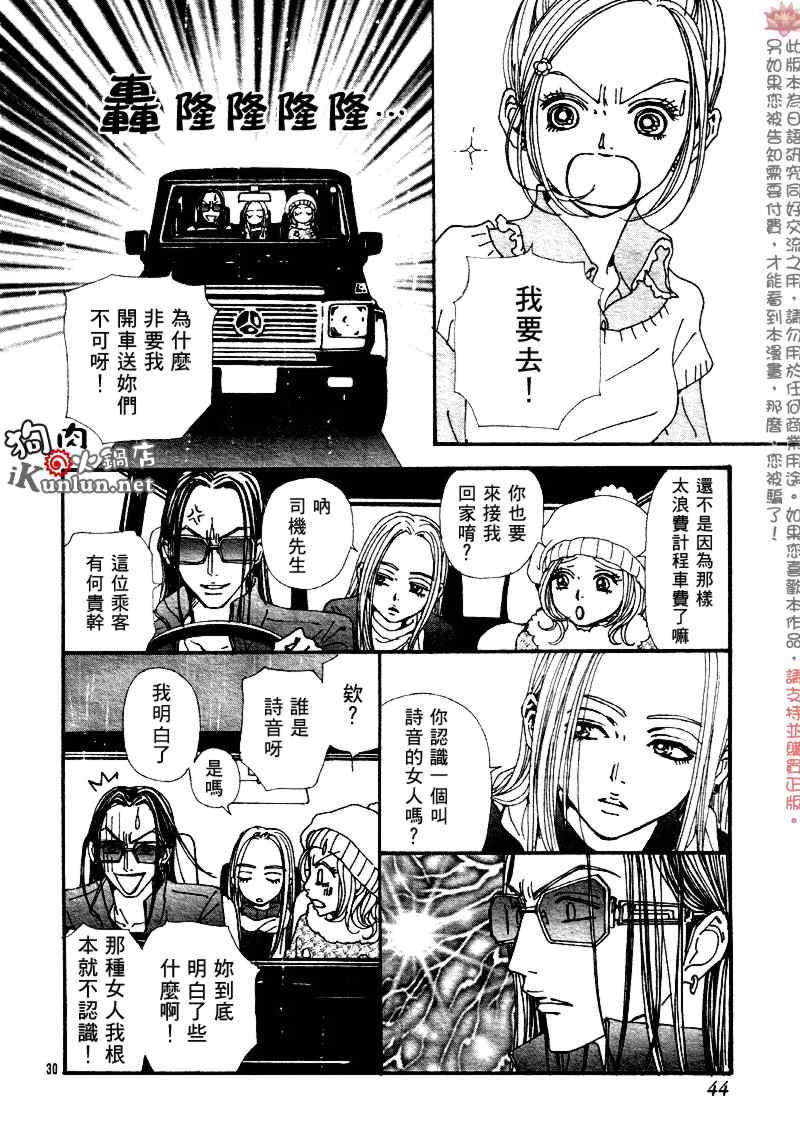 我要去！
轟隆隆隆隆…
為什麼
非要我
開車送妳們
不可呀！
還不是因為那樣
太浪費計程車費了嘛
你也要
來接我
回家唷？
吶
司機先生
這位乘客
有何貴幹
你認識一個叫
詩音的女人嗎？
欸？
誰是
詩音呀
是嗎
我明白了
妳到底
明白了些
什麼啊！
那種女人我根
本就不認識！
30
44
狗肉火鍋店
iKunlun.net
此版本為日語研究同好交流之用，請勿用於任何商業用途。如果您喜歡本作品，請支持並購買正版。
另如果您被告知需要付費，才能看到本漫畫，那麼，您被騙了！